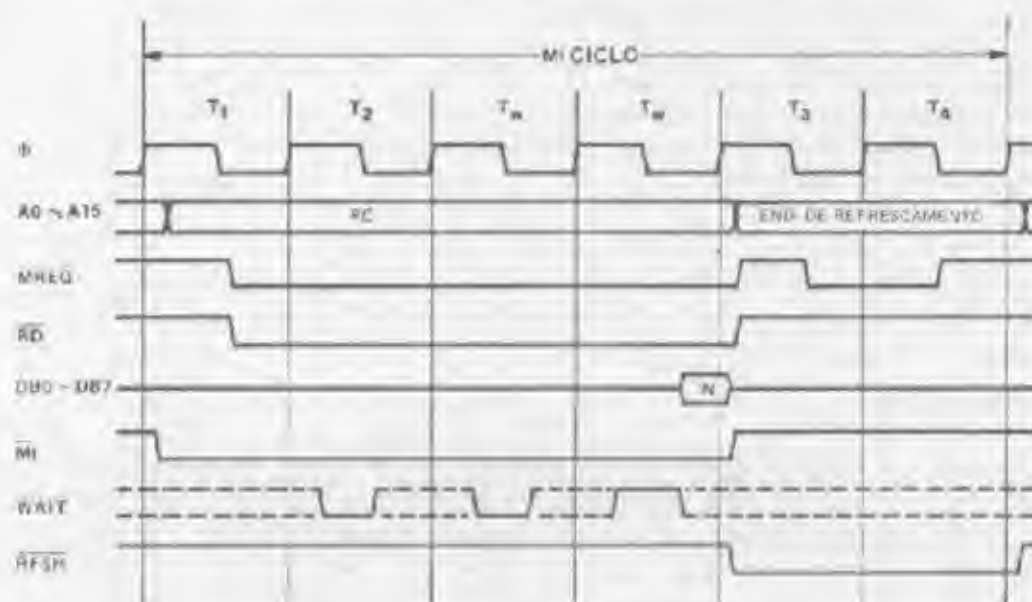 M1 CICLO
T1 T2 Tw Tw T3 T4
Φ
A0 ~ A15 PC END. DE REFRESCAMENTO
MREQ
RD
DB0 ~ DB7 IN
M1
WAIT
RFSH